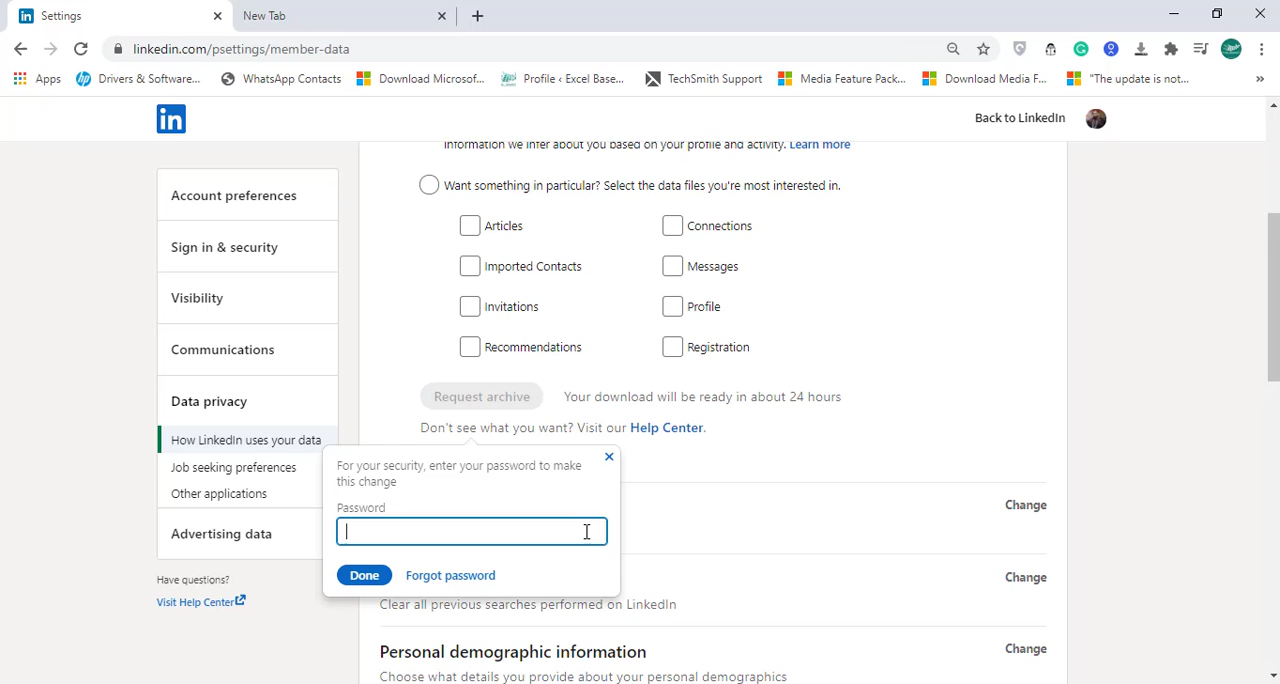 Settings
New Tab
linkedin.com/psettings/member-data
Apps
Drivers & Software...
WhatsApp Contacts
Download Microsof...
Profile ‹ Excel Base...
TechSmith Support
Media Feature Pack...
Download Media F...
"The update is not...
»
in
Back to LinkedIn
Account preferences
Sign in & security
Visibility
Communications
Data privacy
How LinkedIn uses your data
Job seeking preferences
Other applications
Advertising data
Have questions?
Visit Help Center
information we infer about you based on your profile and activity. Learn more
Want something in particular? Select the data files you're most interested in.
Articles
Connections
Imported Contacts
Messages
Invitations
Profile
Recommendations
Registration
Request archive
Your download will be ready in about 24 hours
Don't see what you want? Visit our Help Center.
For your security, enter your password to make
this change
Password
Done
Forgot password
Change
Change
Clear all previous searches performed on LinkedIn
Personal demographic information
Change
Choose what details you provide about your personal demographics